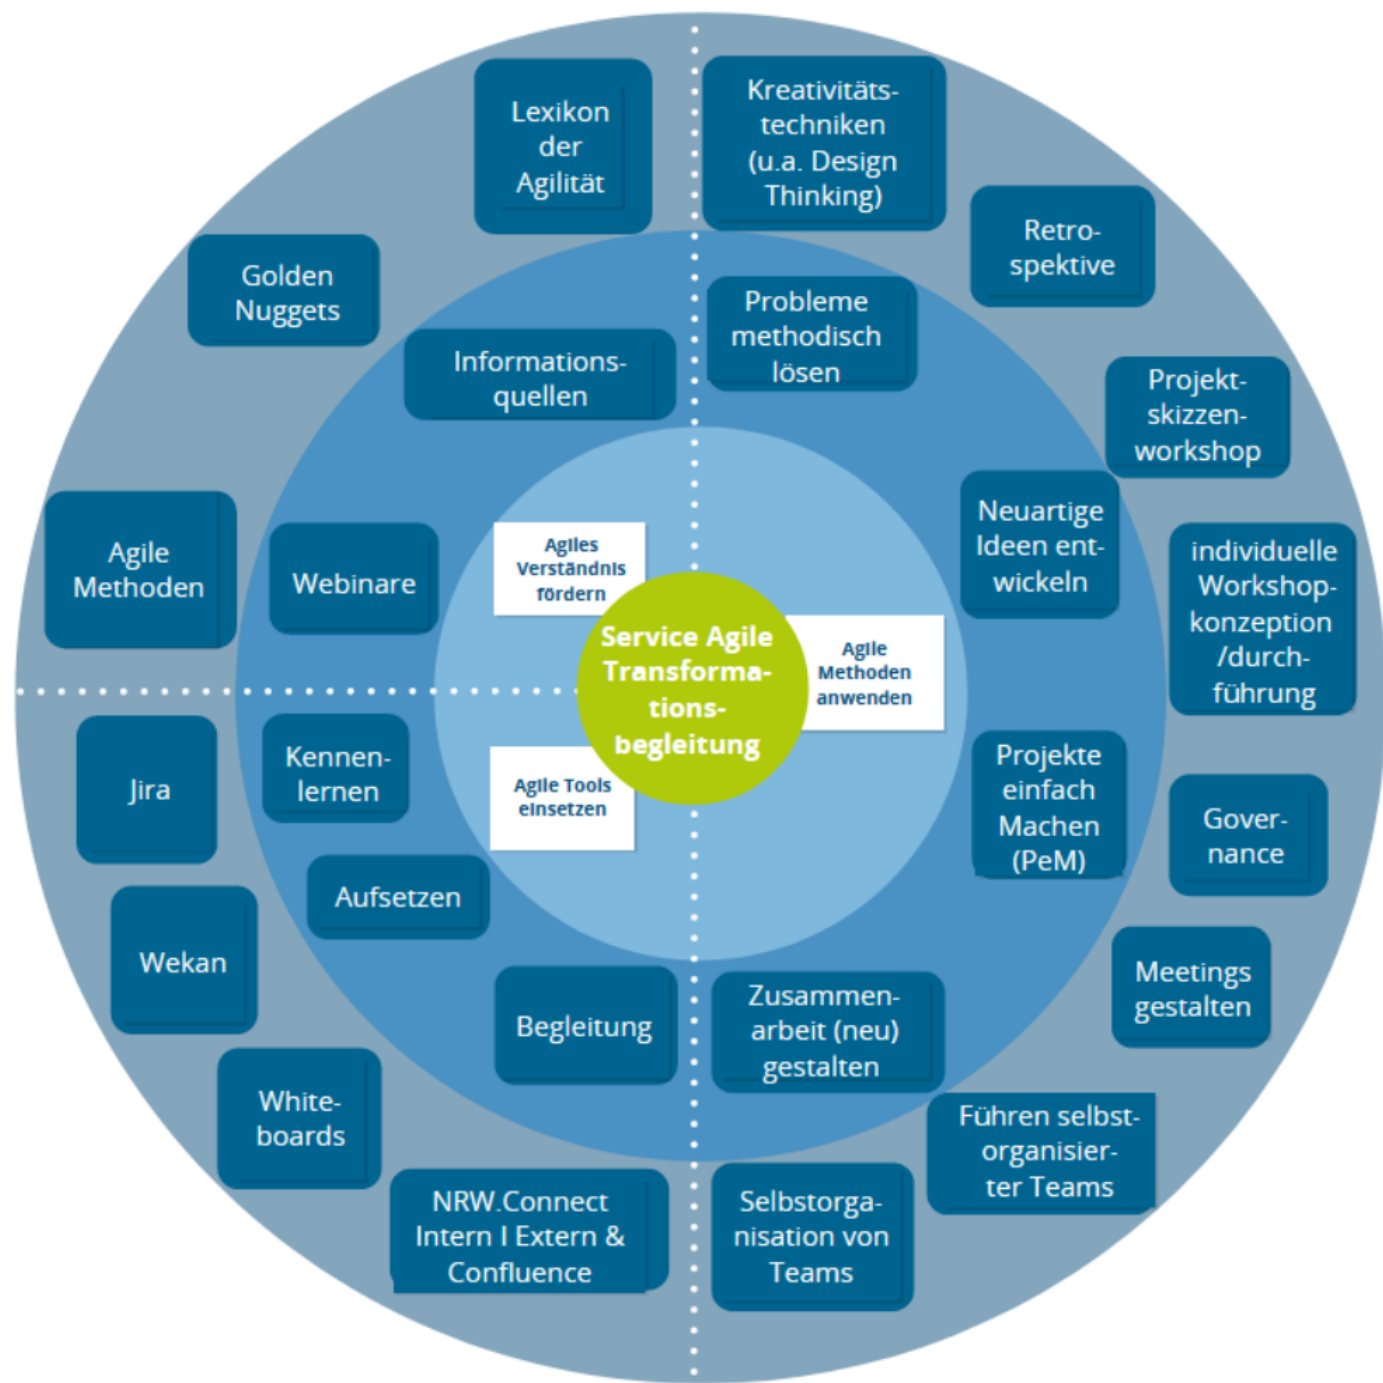 Lexikon
der
Agilität
Kreativitäts-
techniken
(u.a. Design
Thinking)
Retro-
spektive
Golden
Nuggets
Informations-
quellen
Probleme
methodisch
lösen
Projekt-
skizzen-
workshop
Agile
Methoden
Webinare
Agiles
Verständnis
fördern
Neuartige
Ideen ent-
wickeln
individuelle
Workshop-
konzeption
/durch-
führung
Service Agile
Transforma-
tions-
begleitung
Agile
Methoden
anwenden
Jira
Kennen-
lernen
Agile Tools
einsetzen
Projekte
einfach
Machen
(PeM)
Gover-
nance
Aufsetzen
Wekan
Begleitung
Zusammen-
arbeit (neu)
gestalten
Meetings
gestalten
White-
boards
Führen selbst-
organisier-
ter Teams
NRW.Connect
Intern I Extern &
Confluence
Selbstorga-
nisation von
Teams